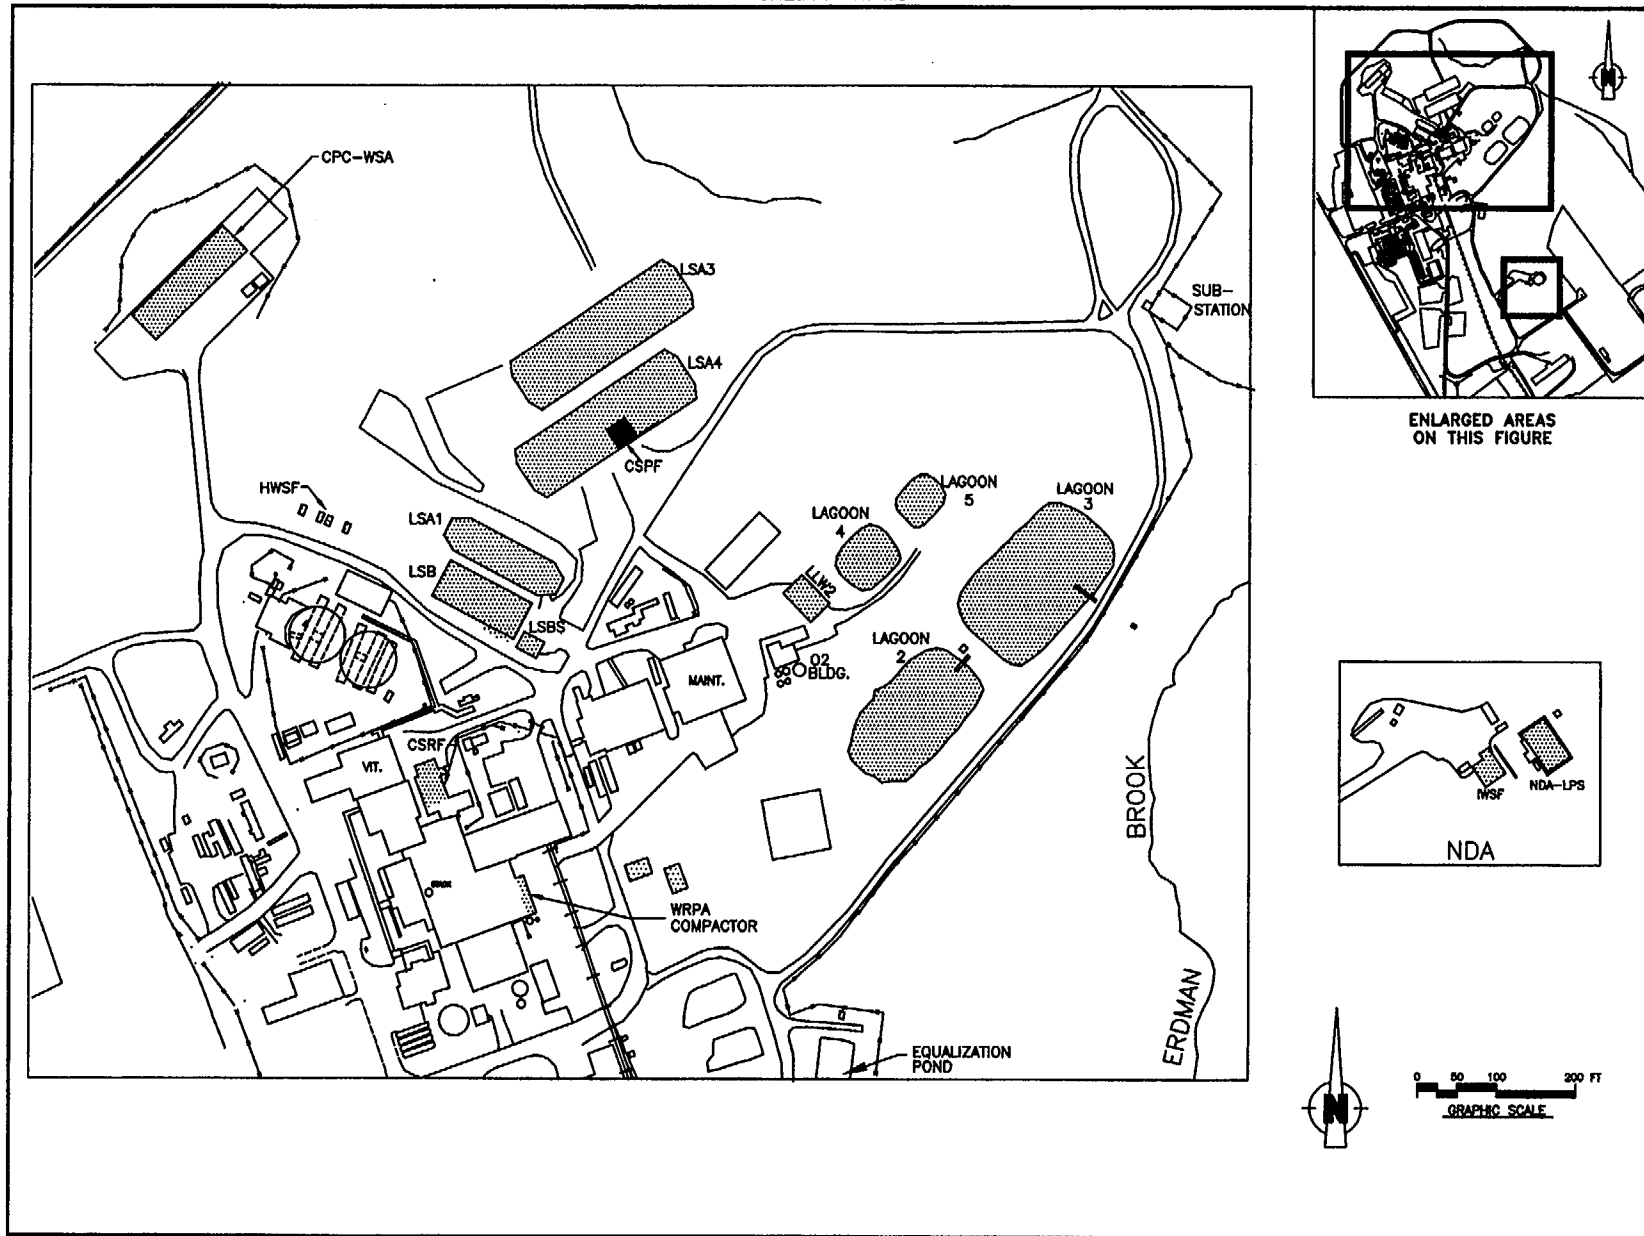 CPC-WSA
N
LSA3
SUB-
STATION
LSA4
ENLARGED AREAS
ON THIS FIGURE
CSPF
HWSF
LAGOON
5
LAGOON
3
LSA1
LAGOON
4
LSB
LLW2
LSBS
LAGOON
2
O2
BLDG.
MAINT.
CSRF
VIT.
BROOK
IWSF
NDA-LPS
NDA
STACK
WRPA
COMPACTOR
ERDMAN
EQUALIZATION
POND
N
0 50 100 200 FT
GRAPHIC SCALE